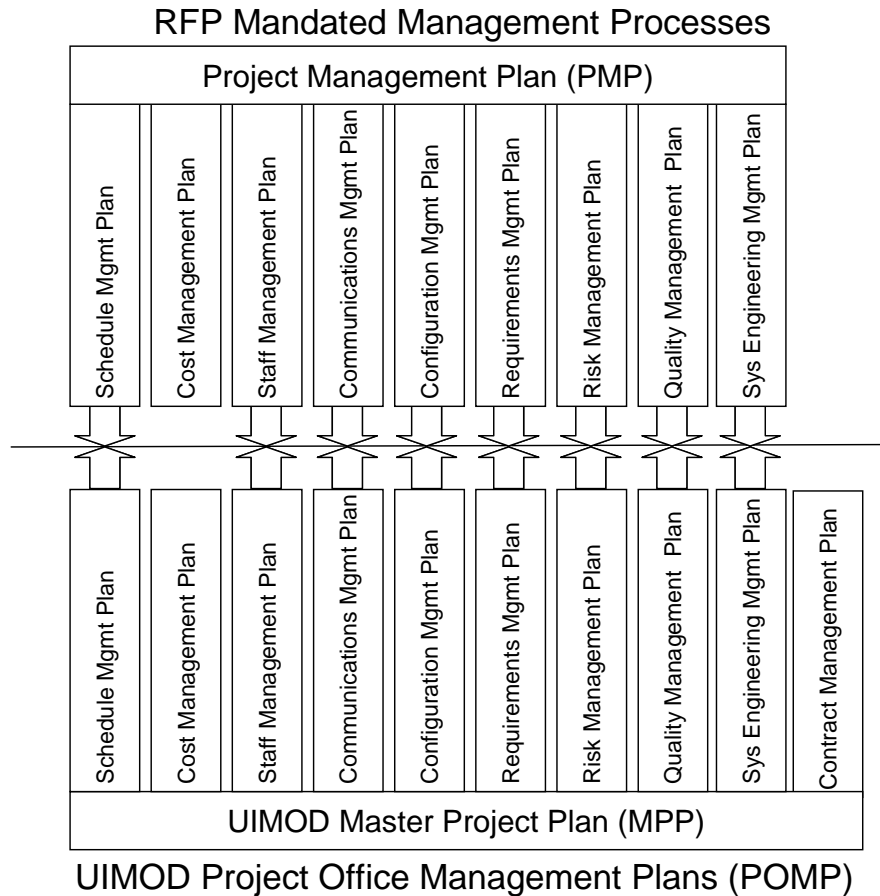 RFP Mandated Management Processes
Project Management Plan (PMP)
Schedule Mgmt Plan
Cost Management Plan
Staff Management Plan
Communications Mgmt Plan
Configuration Mgmt Plan
Requirements Mgmt Plan
Risk Management Plan
Quality Management Plan
Sys Engineering Mgmt Plan
Schedule Mgmt Plan
Cost Management Plan
Staff Management Plan
Communications Mgmt Plan
Configuration Mgmt Plan
Requirements Mgmt Plan
Risk Management Plan
Quality Management Plan
Sys Engineering Mgmt Plan
Contract Management Plan
UIMOD Master Project Plan (MPP)
UIMOD Project Office Management Plans (POMP)